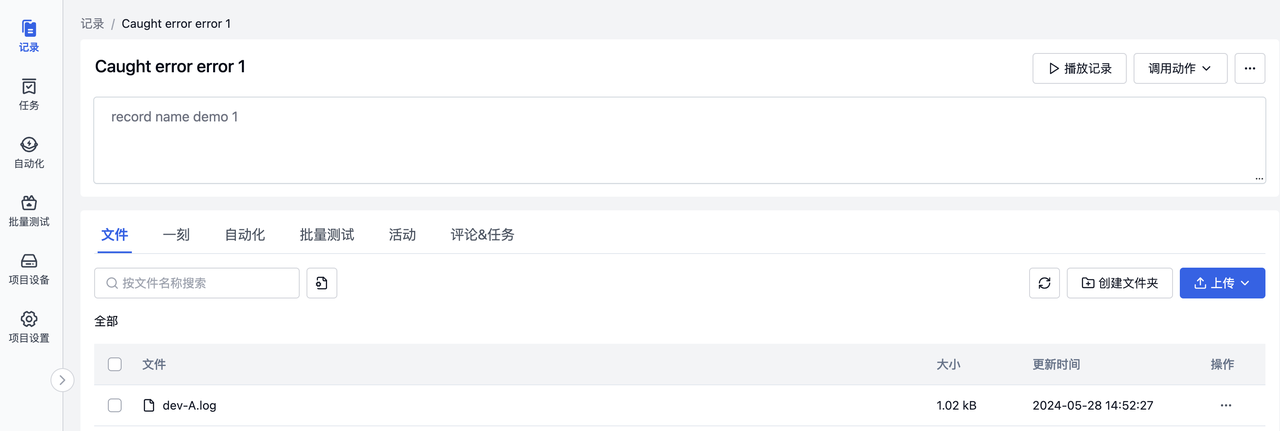 记录
任务
自动化
批量测试
项目设备
项目设置
记录 / Caught error error 1
Caught error error 1
播放记录 调用动作 ...
record name demo 1
...
文件 一刻 自动化 批量测试 活动 评论&任务
按文件名称搜索 创建文件夹 上传
全部
文件 大小 更新时间 操作
dev-A.log 1.02 kB 2024-05-28 14:52:27 ...